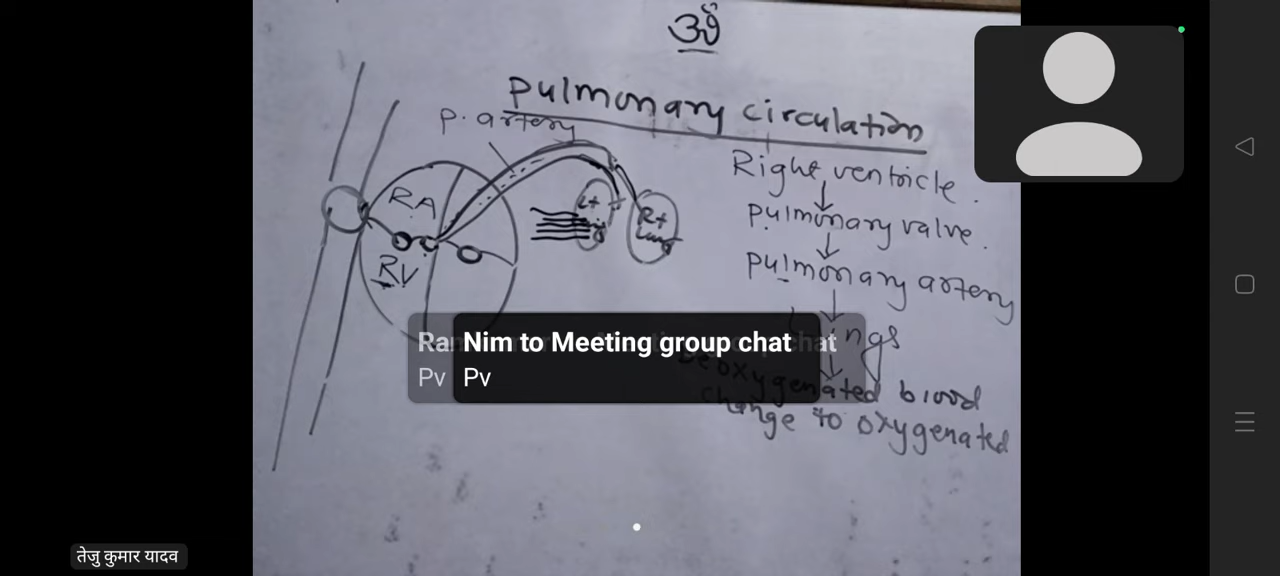 ॐ
Pulmonary circulation
P. artery
Right ventricle.
RA
Lt
Rt
Lung
Pulmonary valve.
RV
Pulmonary artery
ngs
Nim to Meeting group chat
Pv
Pv
Deoxygenated blood
change to oxygenated
तेजु कुमार यादव